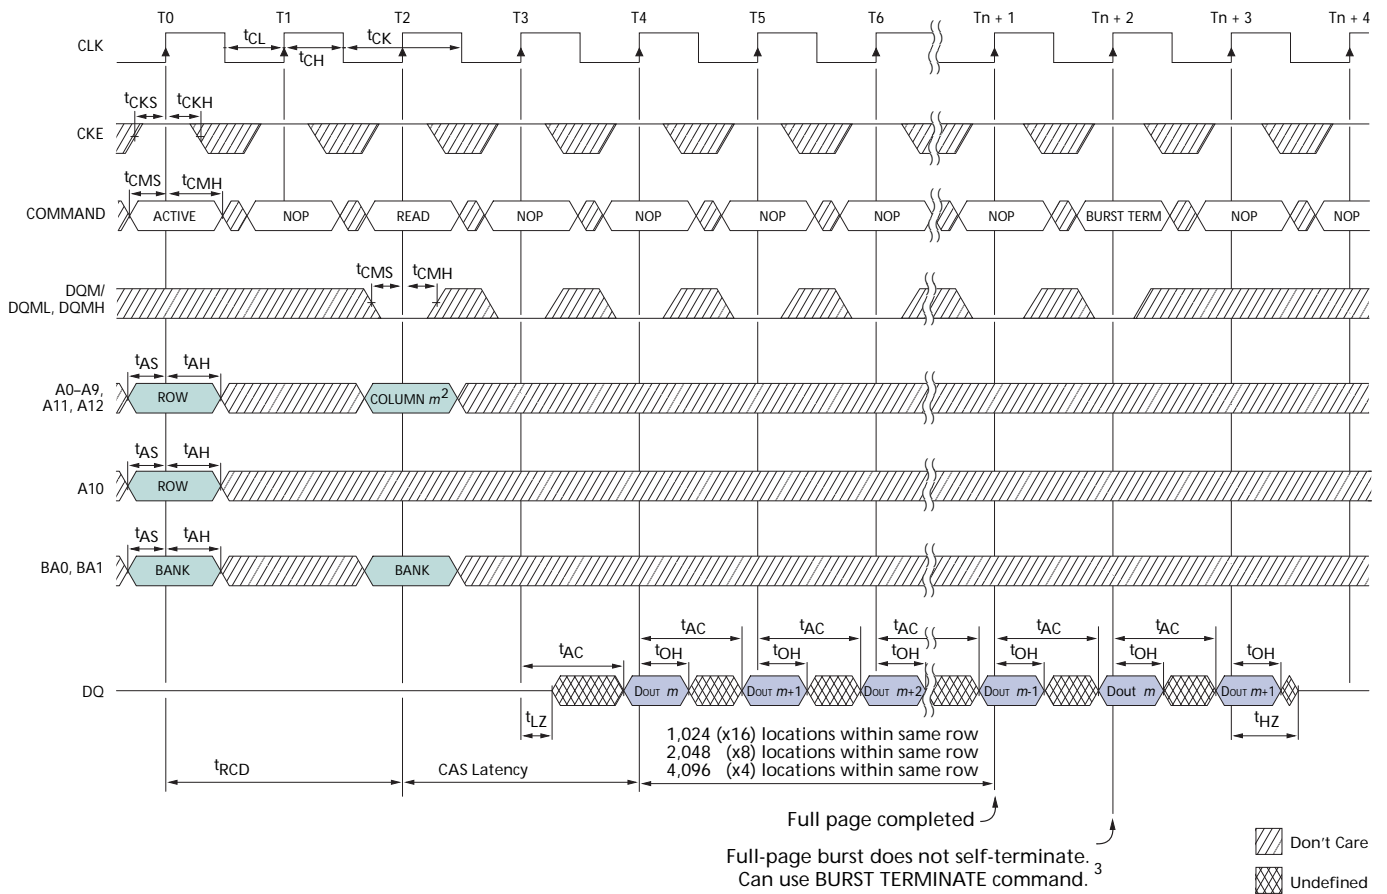 T0 T1 T2 T3 T4 T5 T6 Tn + 1 Tn + 2 Tn + 3 Tn + 4
CLK
tCL tCK
tCH
tCKS tCKH
CKE
tCMS tCMH
COMMAND ACTIVE NOP READ NOP NOP NOP NOP NOP BURST TERM NOP NOP
tCMS tCMH
DQM/
DQML, DQMH
tAS tAH
A0–A9,
A11, A12
ROW COLUMN m2
tAS tAH
A10 ROW
tAS tAH
BA0, BA1 BANK BANK
tAC tAC tAC tAC tAC
tAC tOH tOH tOH tOH tOH tOH
DQ DOUT m DOUT m+1 DOUT m+2 DOUT m-1 Dout m DOUT m+1
tLZ tHZ
1,024 (x16) locations within same row
2,048 (x8) locations within same row
4,096 (x4) locations within same row
tRCD CAS Latency
Full page completed
Full-page burst does not self-terminate.
Can use BURST TERMINATE command. 3
Don't Care
Undefined